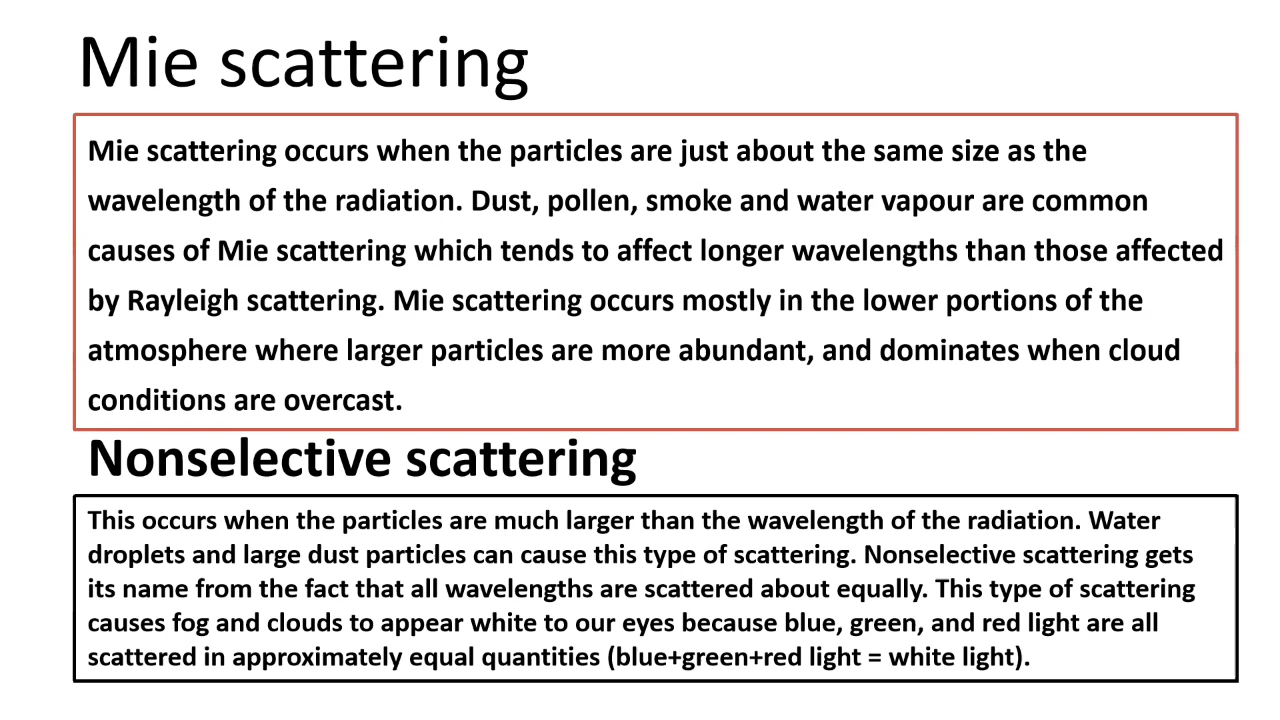 Mie scattering
Mie scattering occurs when the particles are just about the same size as the
wavelength of the radiation. Dust, pollen, smoke and water vapour are common
causes of Mie scattering which tends to affect longer wavelengths than those affected
by Rayleigh scattering. Mie scattering occurs mostly in the lower portions of the
atmosphere where larger particles are more abundant, and dominates when cloud
conditions are overcast.
Nonselective scattering
This occurs when the particles are much larger than the wavelength of the radiation. Water
droplets and large dust particles can cause this type of scattering. Nonselective scattering gets
its name from the fact that all wavelengths are scattered about equally. This type of scattering
causes fog and clouds to appear white to our eyes because blue, green, and red light are all
scattered in approximately equal quantities (blue+green+red light = white light).